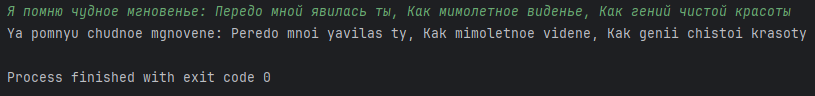 Я помню чудное мгновенье: Передо мной явилась ты, Как мимолетное виденье, Как гений чистой красоты
Ya pomnyu chudnoe mgnovene: Peredo mnoi yavilas ty, Kak mimoletnoe videne, Kak genii chistoi krasoty
Process finished with exit code 0